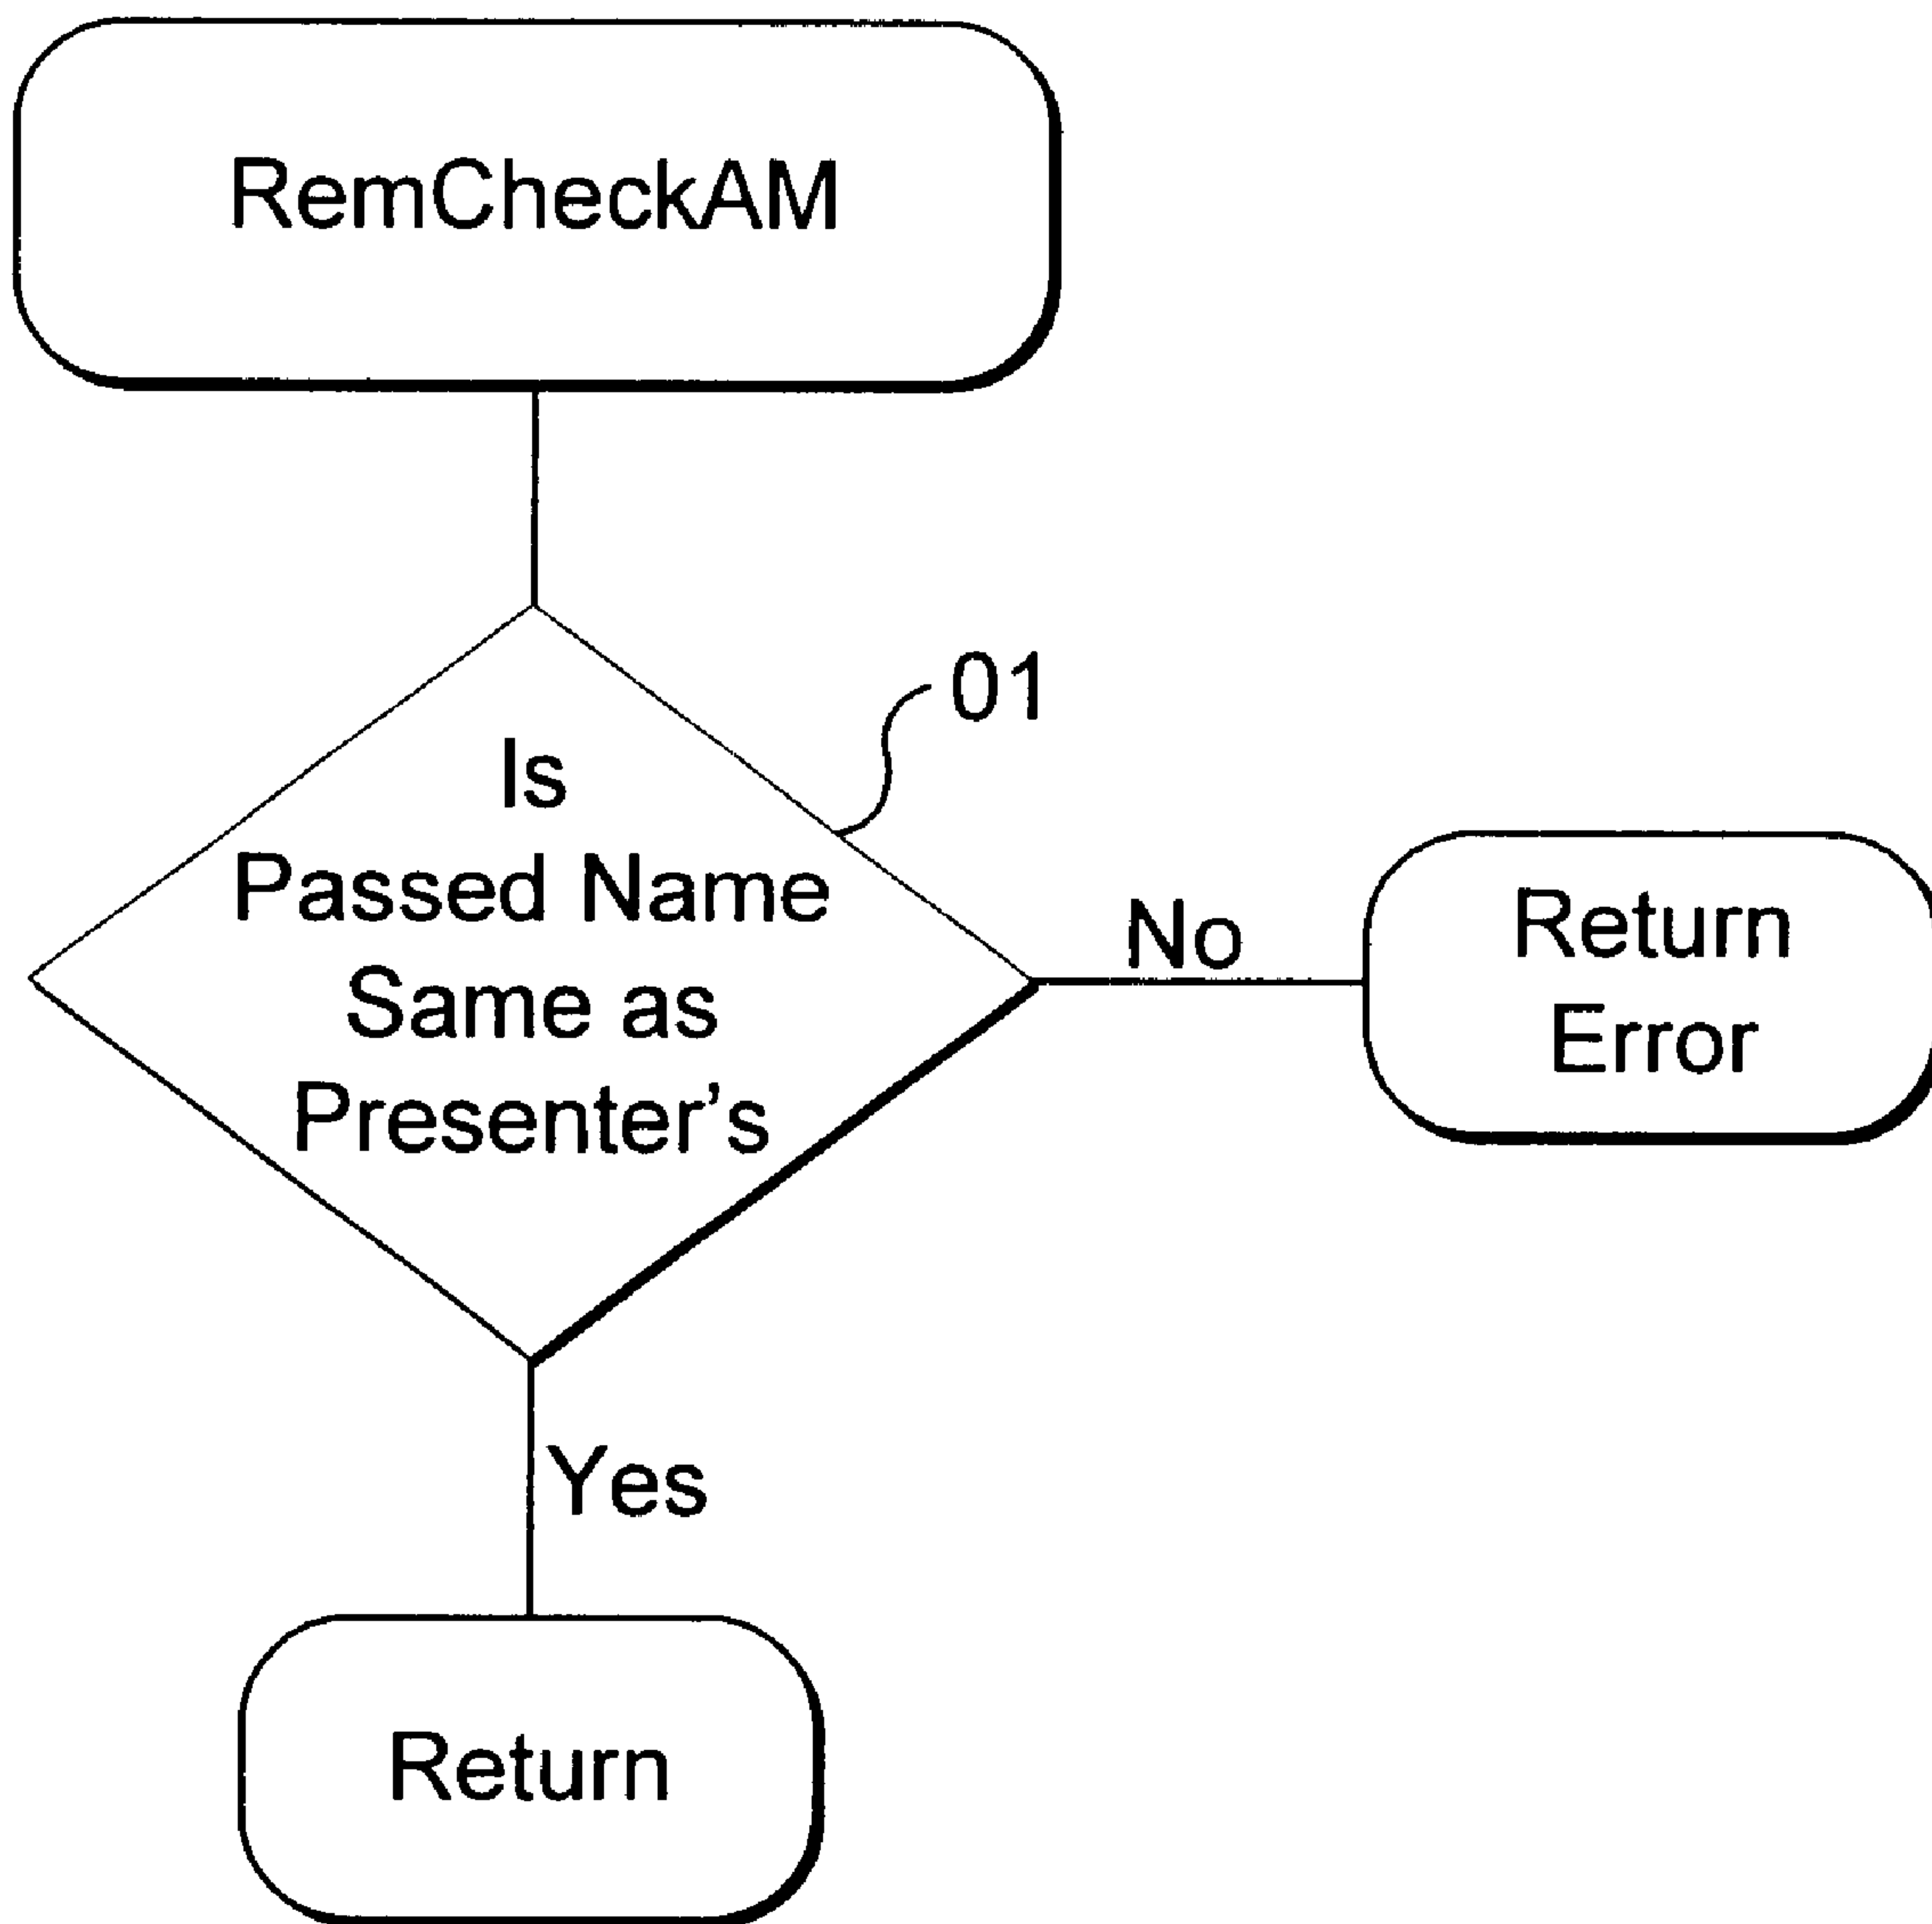 RemCheckAM
01
Is
Passed Name
Same as
Presenter's
No
Return
Error
Yes
Return